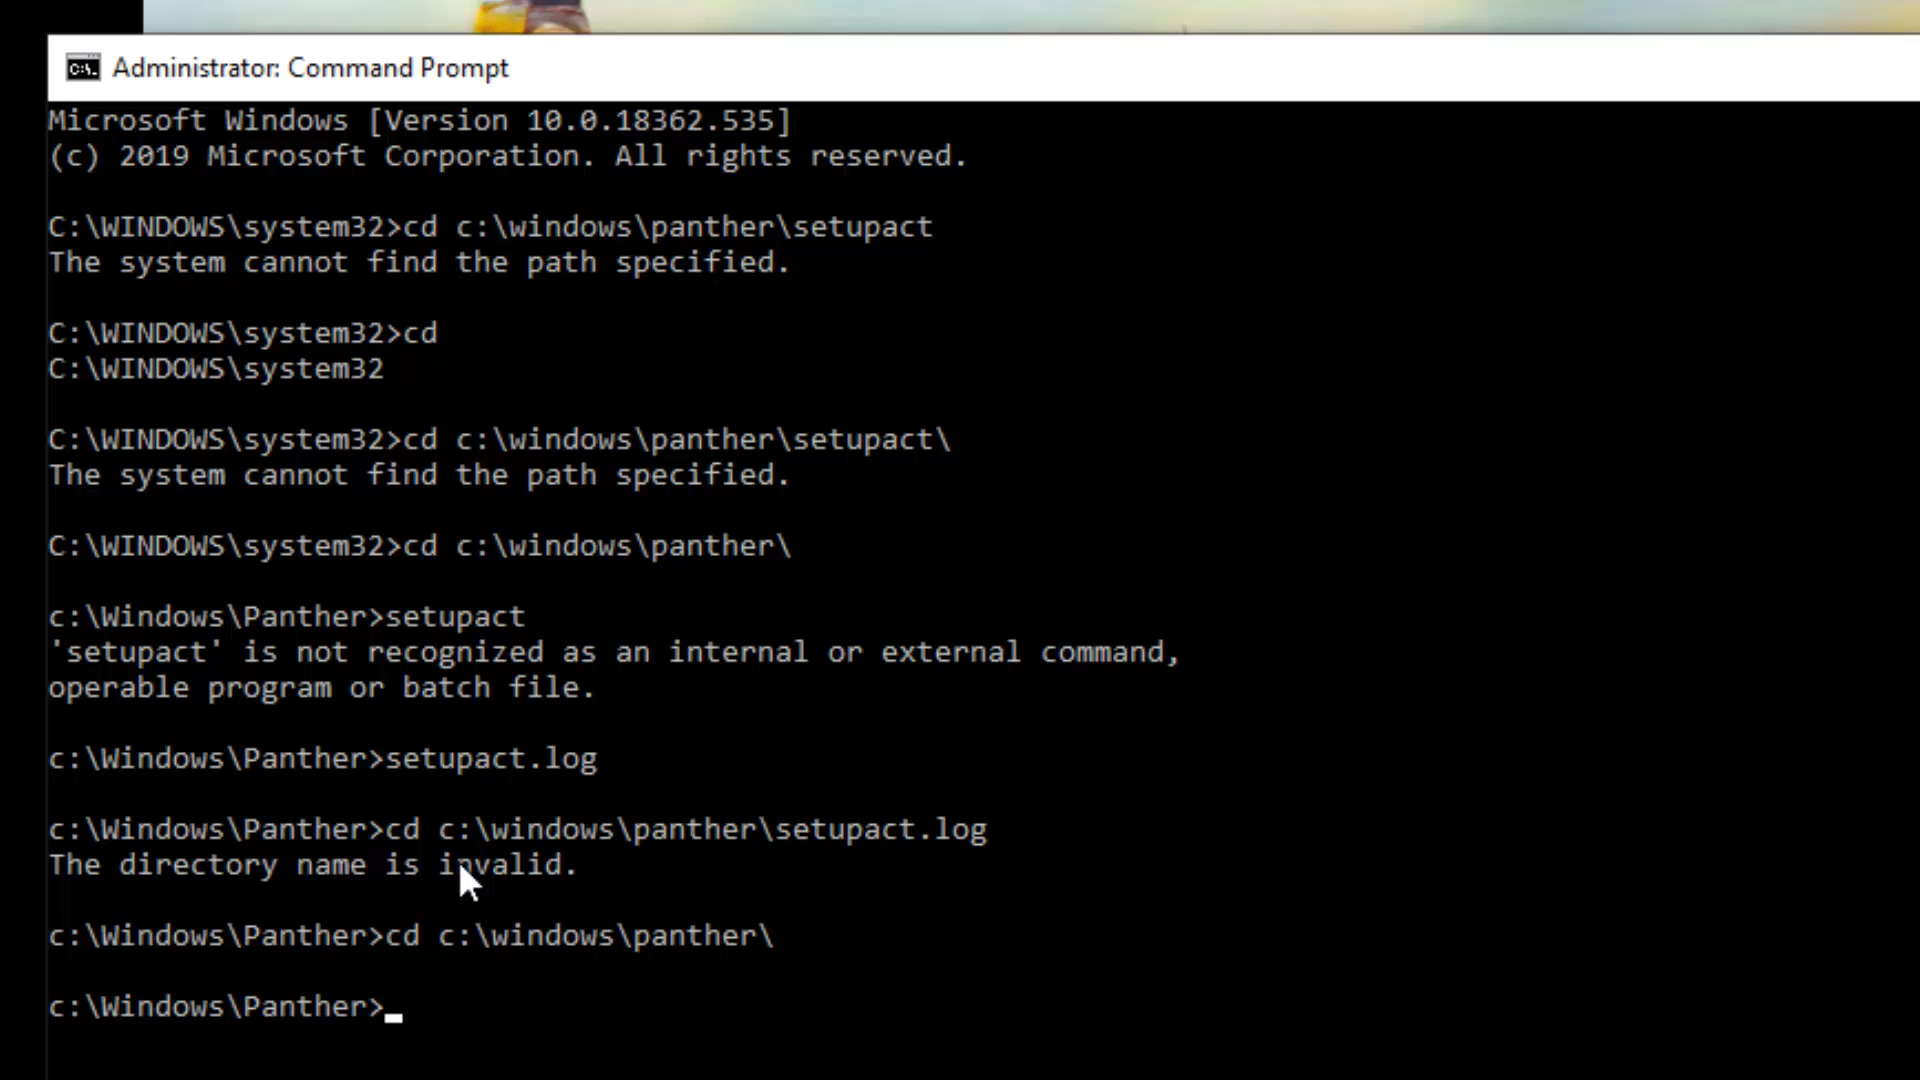 Administrator: Command Prompt
Microsoft Windows [Version 10.0.18362.535]
(c) 2019 Microsoft Corporation. All rights reserved.
C:\WINDOWS\system32>cd c:\windows\panther\setupact
The system cannot find the path specified.
C:\WINDOWS\system32>cd
C:\WINDOWS\system32
C:\WINDOWS\system32>cd c:\windows\panther\setupact\
The system cannot find the path specified.
C:\WINDOWS\system32>cd c:\windows\panther\
c:\Windows\Panther>setupact
'setupact' is not recognized as an internal or external command,
operable program or batch file.
c:\Windows\Panther>setupact.log
c:\Windows\Panther>cd c:\windows\panther\setupact.log
The directory name is invalid.
c:\Windows\Panther>cd c:\windows\panther\
c:\Windows\Panther>